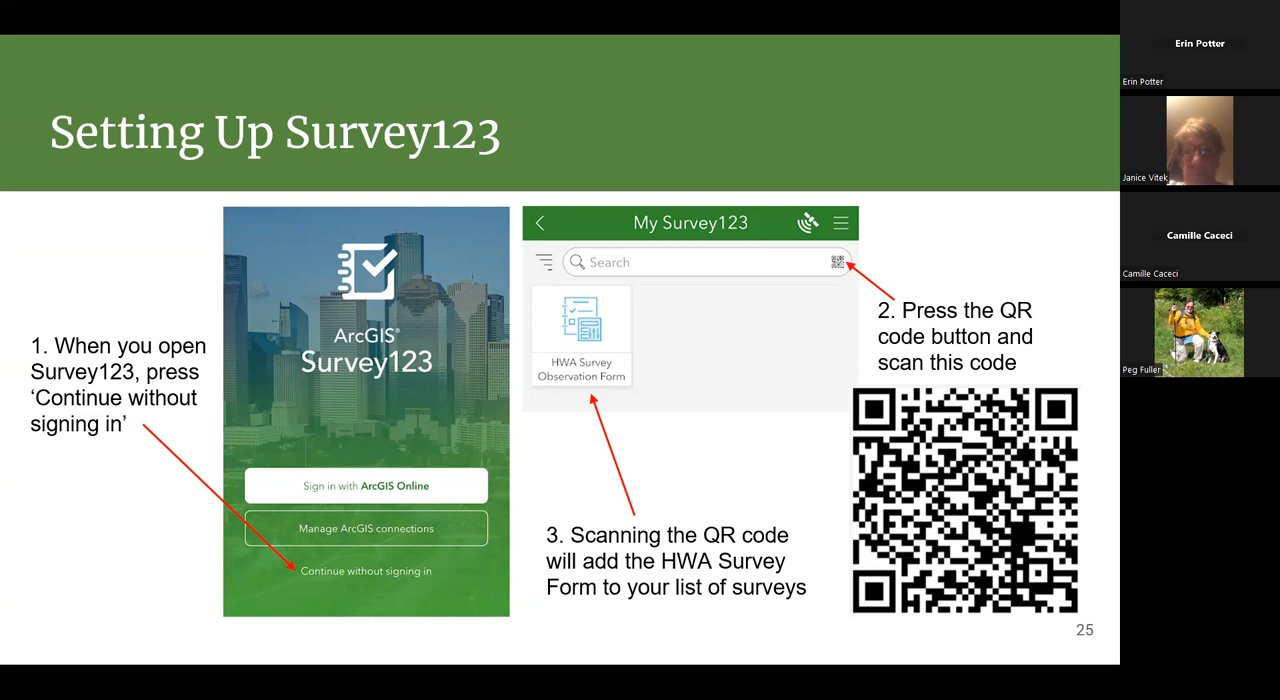 Setting Up Survey123
1. When you open
Survey123, press
‘Continue without
signing in’
ArcGIS®
Survey123
Sign in with ArcGIS Online
Manage ArcGIS connections
Continue without signing in
My Survey123
Search
HWA Survey
Observation Form
2. Press the QR
code button and
scan this code
3. Scanning the QR code
will add the HWA Survey
Form to your list of surveys
25
Erin Potter
Erin Potter
Janice Vitek
Camille Caceci
Camille Caceci
Peg Fuller